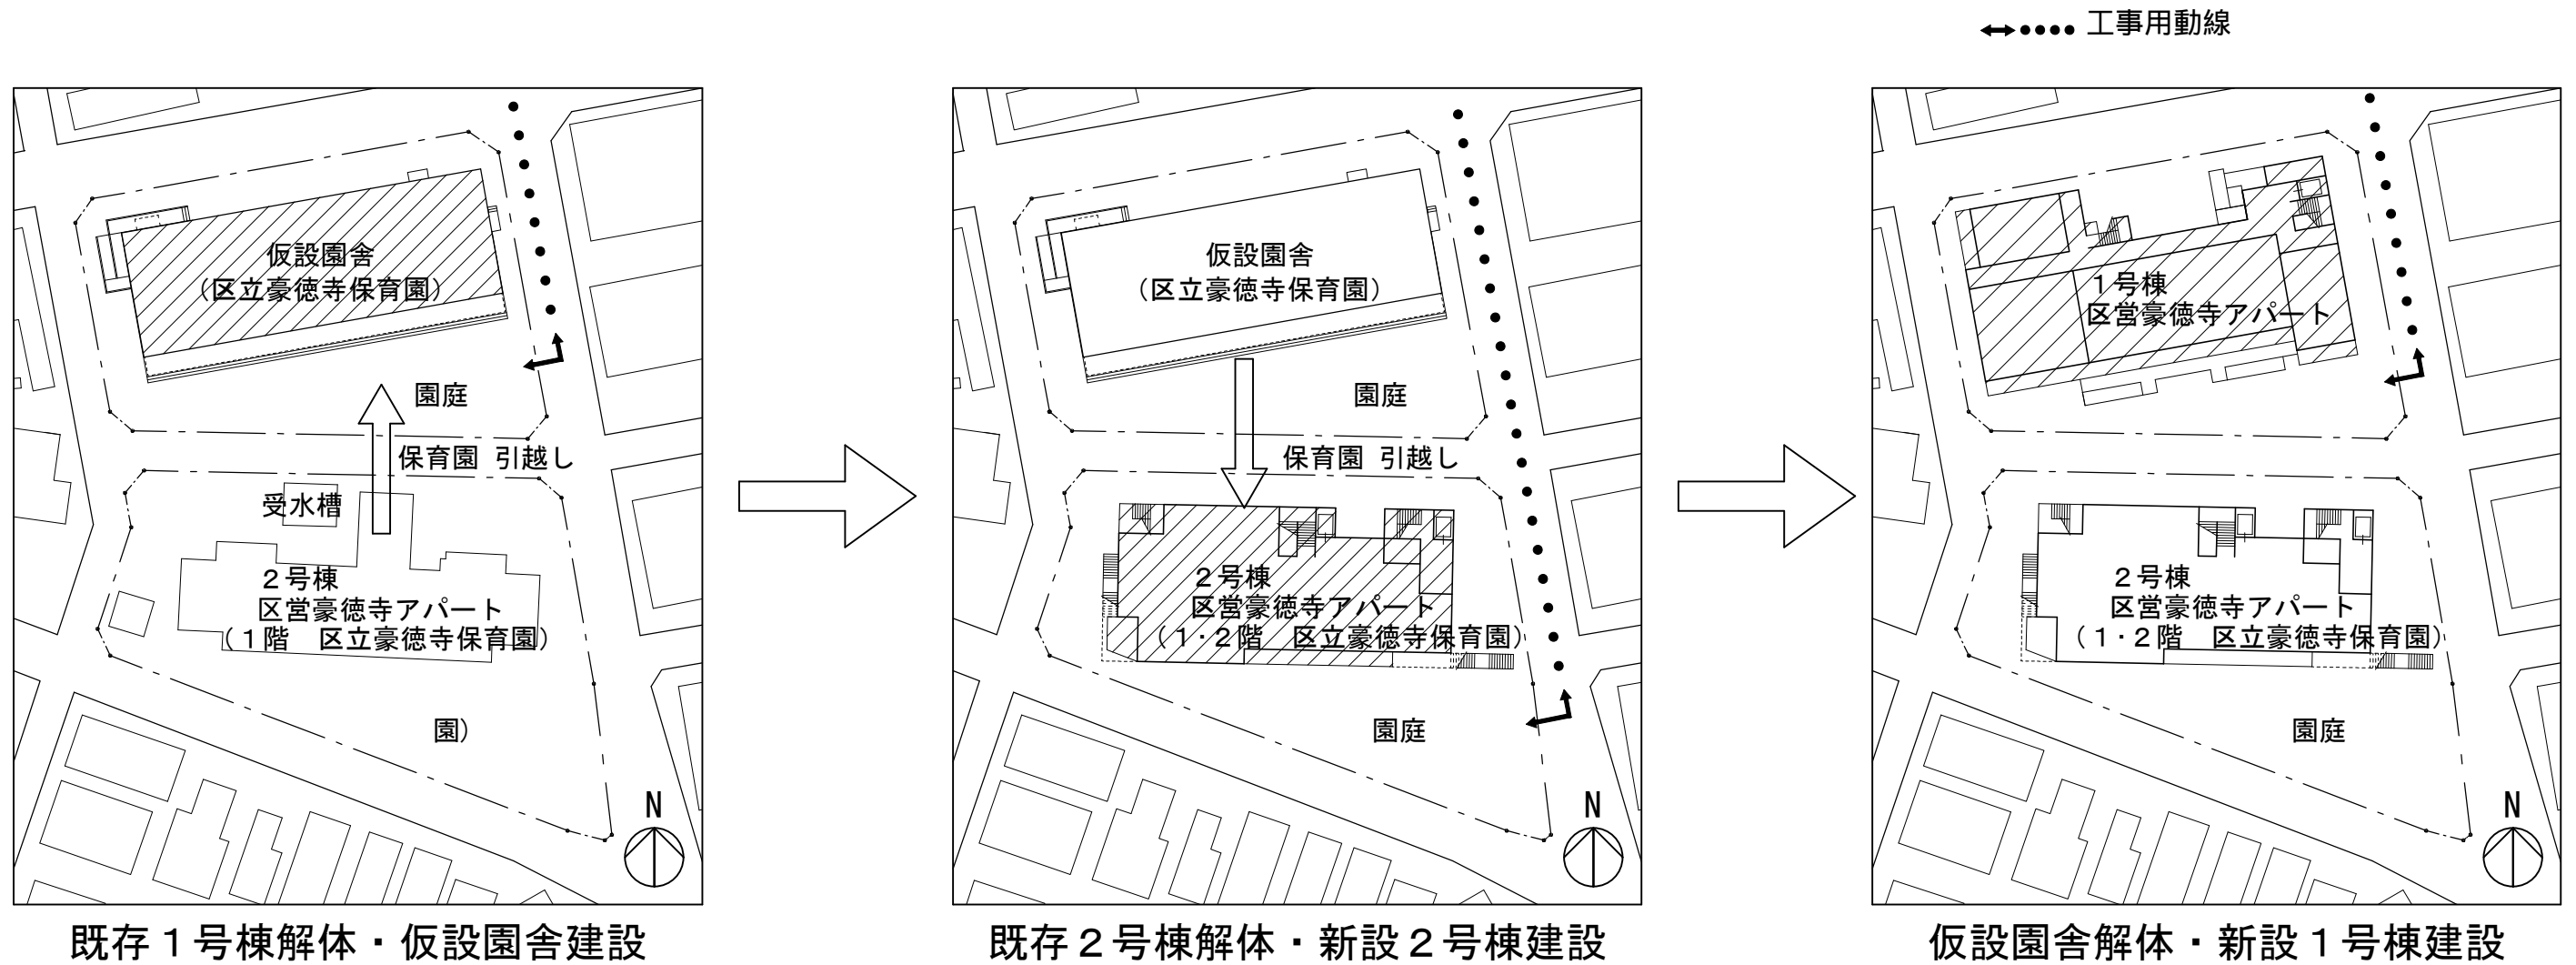 工事用動線
仮設園舎
（区立豪徳寺保育園）
園庭
保育園 引越し
受水槽
２号棟
区営豪徳寺アパート
（１階　区立豪徳寺保育園）
園）
N
既存１号棟解体・仮設園舎建設
仮設園舎
（区立豪徳寺保育園）
園庭
保育園 引越し
２号棟
区営豪徳寺アパート
（１・２階　区立豪徳寺保育園）
園庭
N
既存２号棟解体・新設２号棟建設
１号棟
区営豪徳寺アパート
２号棟
区営豪徳寺アパート
（１・２階　区立豪徳寺保育園）
園庭
N
仮設園舎解体・新設１号棟建設